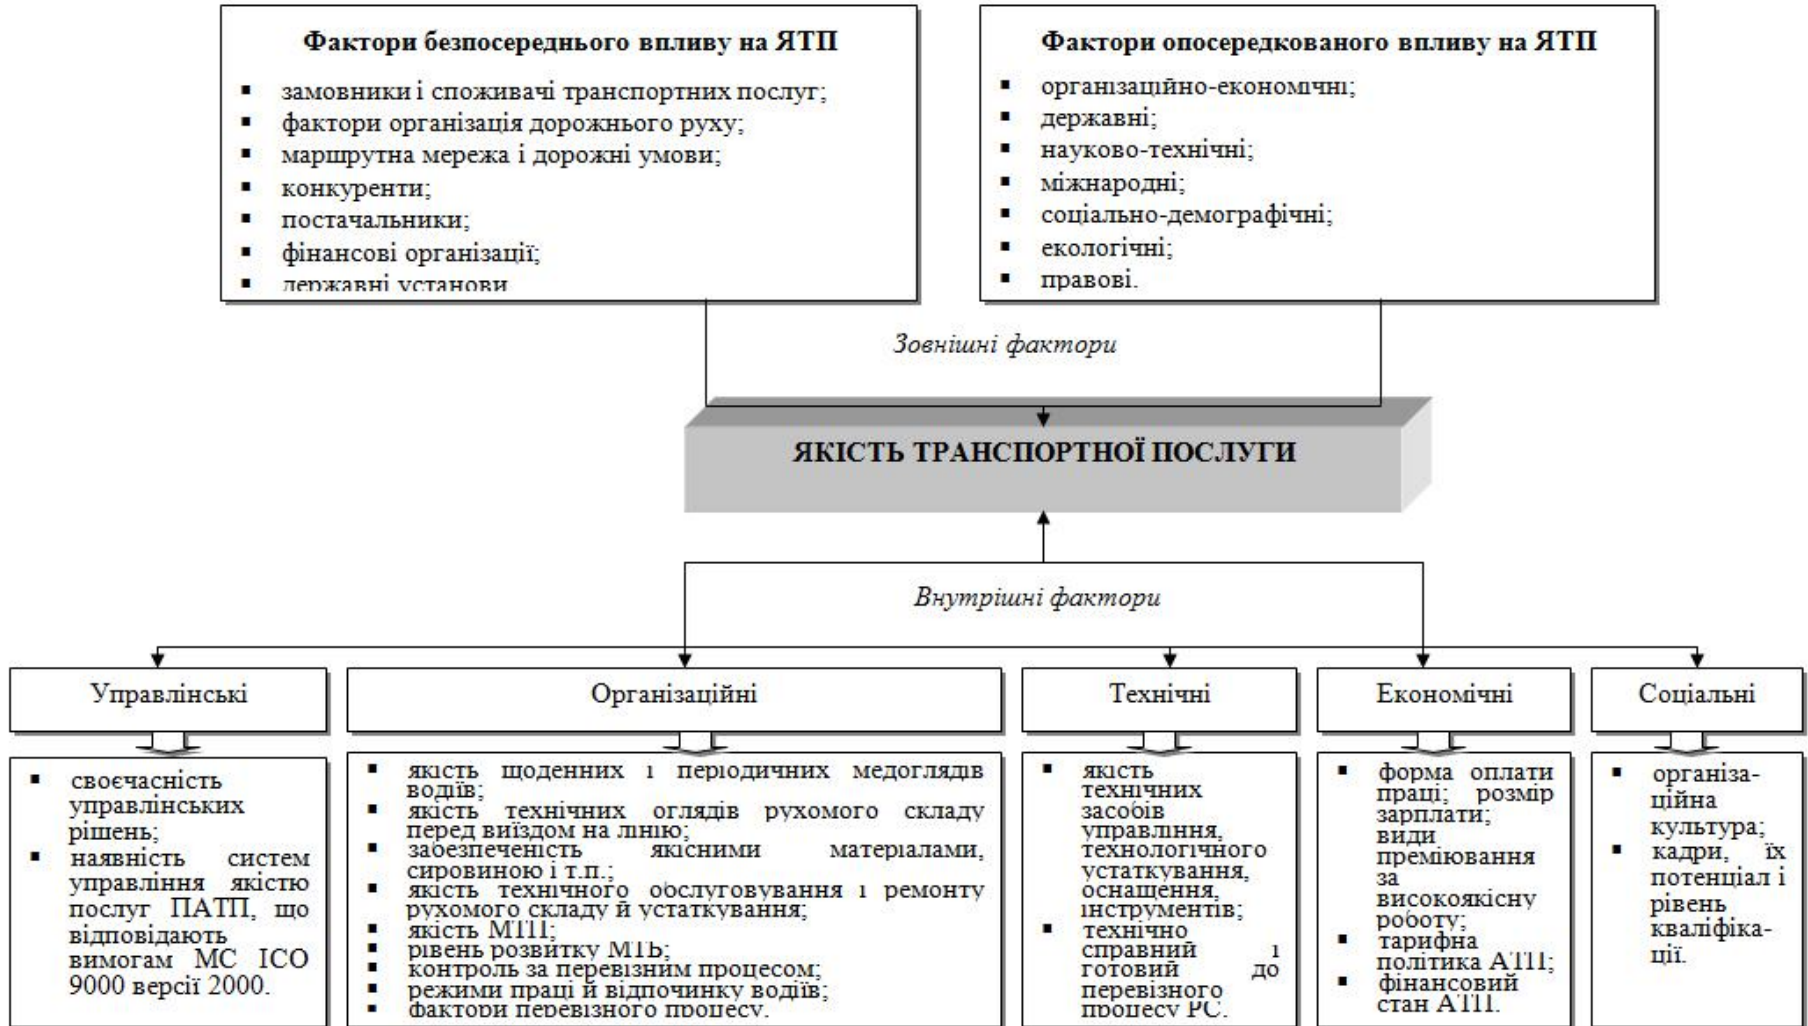 Фактори безпосереднього впливу на ЯТП
▪ замовники і споживачі транспортних послуг;
▪ фактори організація дорожнього руху;
▪ маршрутна мережа і дорожні умови;
▪ конкуренти;
▪ постачальники;
▪ фінансові організації;
▪ державні установи
Фактори опосередкованого впливу на ЯТП
▪ організаційно-економічні;
▪ державні;
▪ науково-технічні;
▪ міжнародні;
▪ соціально-демографічні;
▪ екологічні;
▪ правові.
Зовнішні фактори
ЯКІСТЬ ТРАНСПОРТНОЇ ПОСЛУГИ
Внутрішні фактори
Управлінські
▪ своєчасність
управлінських
рішень;
▪ наявність систем
управління якістю
послуг ПАТП, що
відповідають
вимогам МС ІСО
9000 версії 2000.
Організаційні
▪ якість щоденних і періодичних медоглядів
водіїв;
▪ якість технічних оглядів рухомого складу
перед виїздом на лінію;
▪ забезпеченість якісними матеріалами,
сировиною і т.п.;
▪ якість технічного обслуговування і ремонту
рухомого складу й устаткування;
▪ якість МТП;
▪ рівень розвитку МТБ;
▪ контроль за перевізним процесом;
▪ режими праці й відпочинку водіїв;
▪ фактори перевізного процесу.
Технічні
▪ якість
технічних
засобів
управління,
технологічного
устаткування,
оснащення,
інструментів;
▪ технічно
справний і
готовий до
перевізного
процесу РС.
Економічні
▪ форма оплати
праці; розмір
зарплати;
види
преміювання
за
високоякісну
роботу;
▪ тарифна
політика АТП;
▪ фінансовий
стан АТП.
Соціальні
▪ організа-
ційна
культура;
▪ кадри, їх
потенціал і
рівень
кваліфіка-
ції.